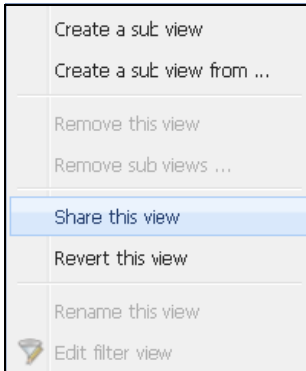 Create a sub view
Create a sub view from ...
Remove this view
Remove sub views ...
Share this view
Revert this view
Rename this view
Edit filter view